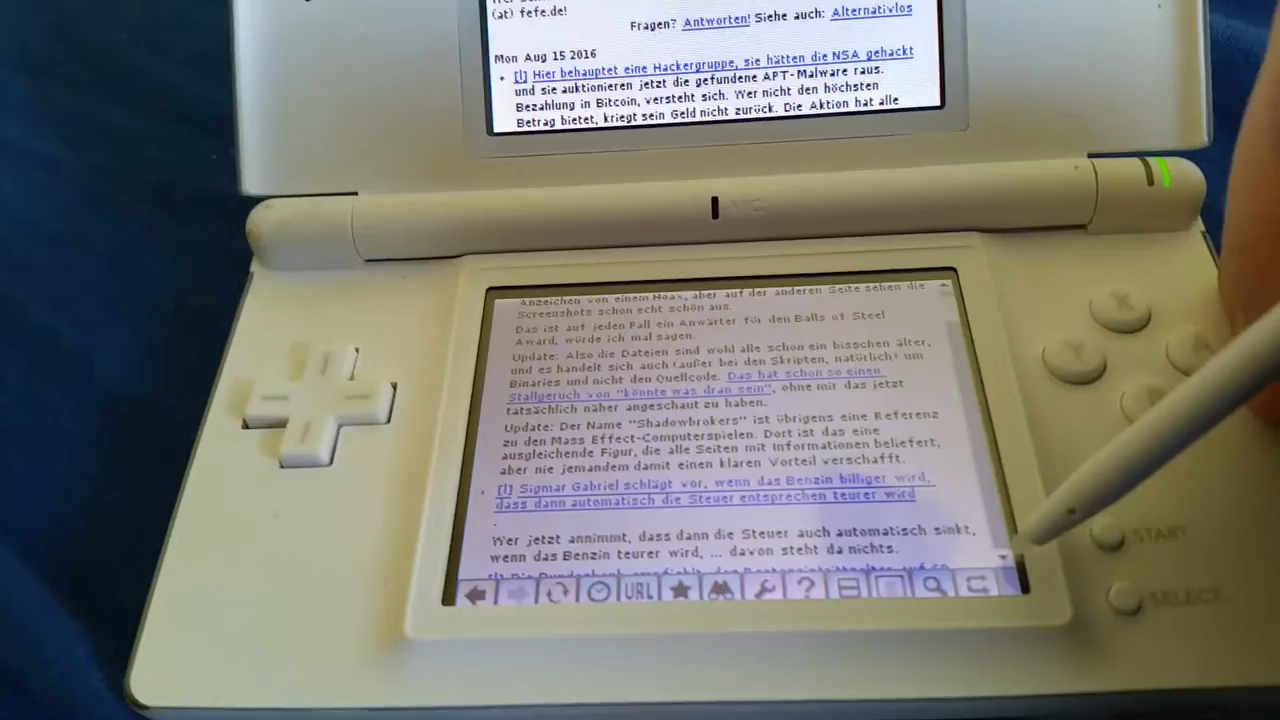 (at) fefe.de!
Fragen? Antworten! Siehe auch: Alternativlos
Mon Aug 15 2016
[l] Hier behauptet eine Hackergruppe, sie hätten die NSA gehackt
und sie auktionieren jetzt die gefundene APT-Malware raus.
Bezahlung in Bitcoin, versteht sich. Wer nicht den höchsten
Betrag bietet, kriegt sein Geld nicht zurück. Die Aktion hat alle
Anzeichen von einem Hoax, aber auf der anderen Seite sehen die
Screenshots schon echt schön aus.
Das ist auf jeden Fall ein Anwärter für den Balls of Steel
Award, würde ich mal sagen.
Update: Also die Dateien sind wohl alle schon ein bisschen älter,
und es handelt sich auch (außer bei den Skripten, natürlich) um
Binaries und nicht den Quellcode. Das hat schon so einen
Stallgeruch von "könnte was dran sein", ohne mir das jetzt
tatsächlich näher angeschaut zu haben.
Update: Der Name "Shadowbrokers" ist übrigens eine Referenz
zu den Mass Effect-Computerspielen. Dort ist das eine
ausgleichende Figur, die alle Seiten mit Informationen beliefert,
aber nie jemandem damit einen klaren Vorteil verschafft.
[l] Sigmar Gabriel schlägt vor, wenn das Benzin billiger wird,
dass dann automatisch die Steuer entsprechen teurer wird
.
Wer jetzt annimmt, dass dann die Steuer auch automatisch sinkt,
wenn das Benzin teurer wird, ... davon steht da nichts.
URL
?
X
Y
A
START
SELECT